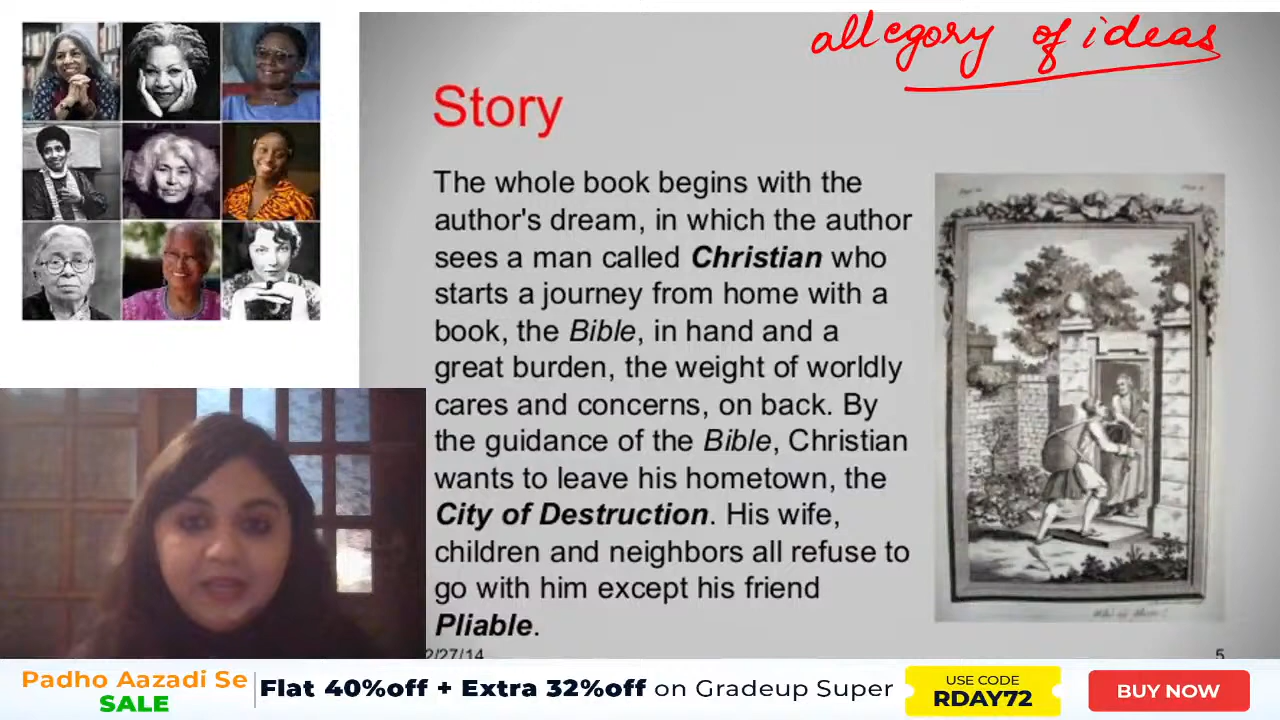 allegory of ideas
Story
The whole book begins with the
author's dream, in which the author
sees a man called Christian who
starts a journey from home with a
book, the Bible, in hand and a
great burden, the weight of worldly
cares and concerns, on back. By
the guidance of the Bible, Christian
wants to leave his hometown, the
City of Destruction. His wife,
children and neighbors all refuse to
go with him except his friend
Pliable.
2/27/14
5
Padho Aazadi Se
SALE
Flat 40%off + Extra 32%off on Gradeup Super
USE CODE
RDAY72
BUY NOW